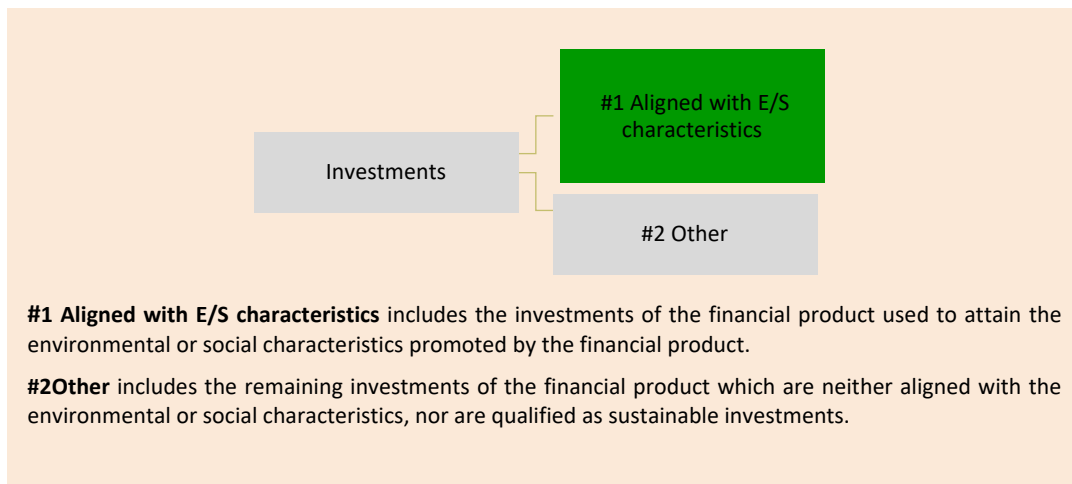 #1 Aligned with E/S
characteristics
Investments
#2 Other
#1 Aligned with E/S characteristics includes the investments of the financial product used to attain the
environmental or social characteristics promoted by the financial product.
#2Other includes the remaining investments of the financial product which are neither aligned with the
environmental or social characteristics, nor are qualified as sustainable investments.